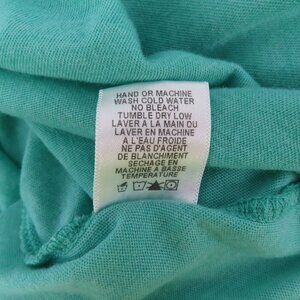 HAND OR MACHINE
WASH COLD WATER
NO BLEACH
TUMBLE DRY LOW
LAVER A LA MAIN OU
LAVER EN MACHINE
A L'EAU FROIDE
NE PAS D'AGENT
DE BLANCHIMENT
SECHAGE EN
MACHINE A BASSE
TEMPERATURE